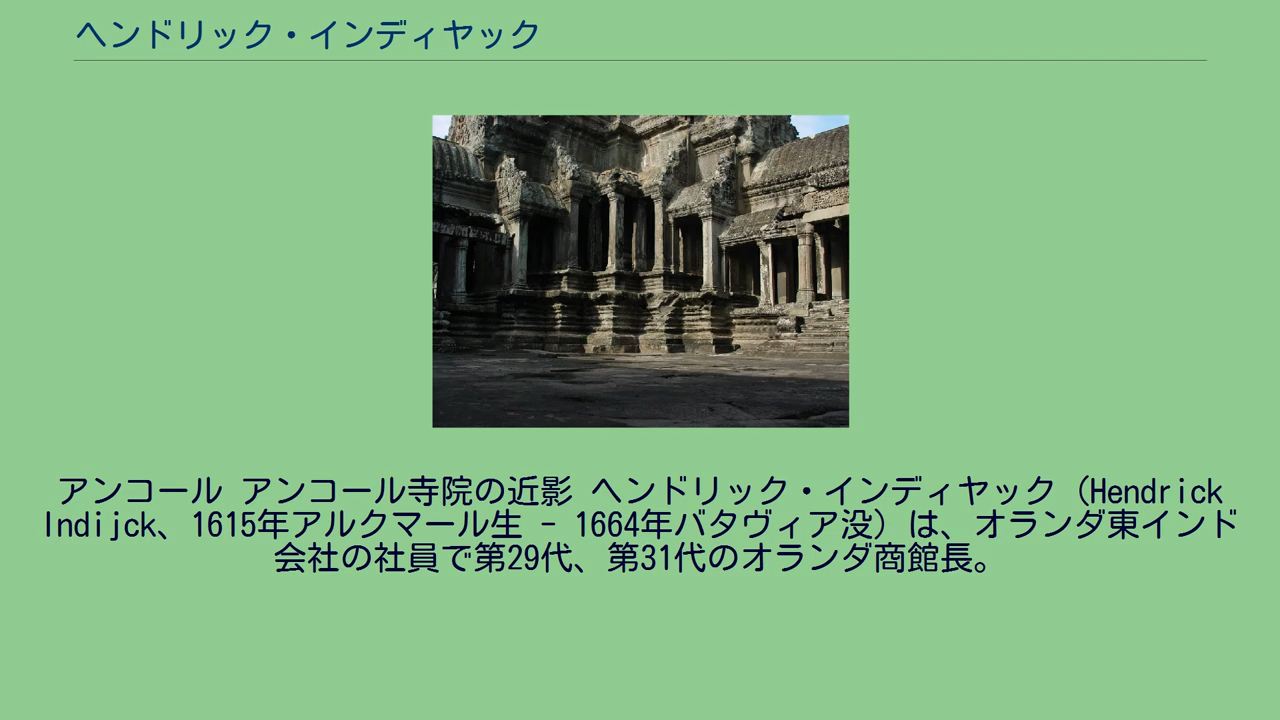 ヘンドリック・インディヤック
アンコール アンコール寺院の近影 ヘンドリック・インディヤック（Hendrick
Indijck、1615年アルクマール生 - 1664年バタヴィア没）は、オランダ東インド
会社の社員で第29代、第31代のオランダ商館長。